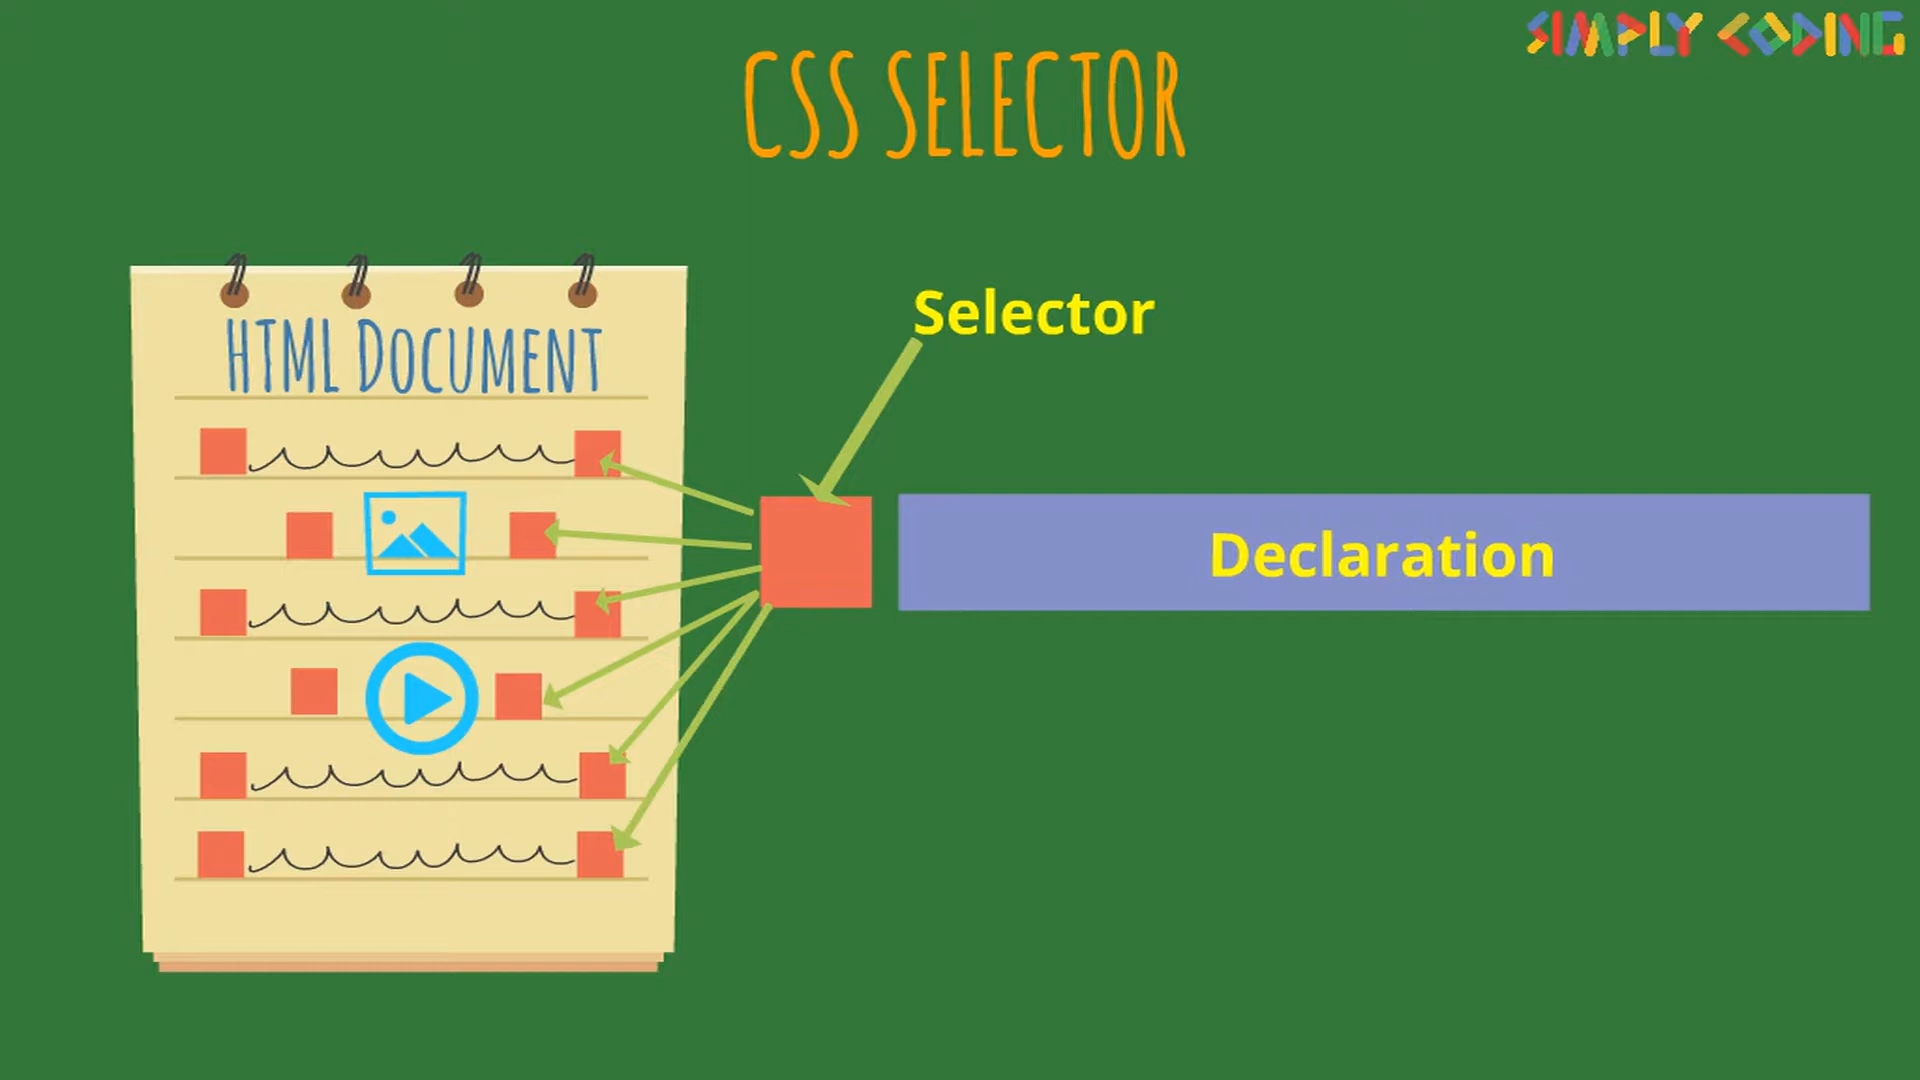 SIMPLY CODING
CSS SELECTOR
HTML DOCUMENT
Selector
Declaration